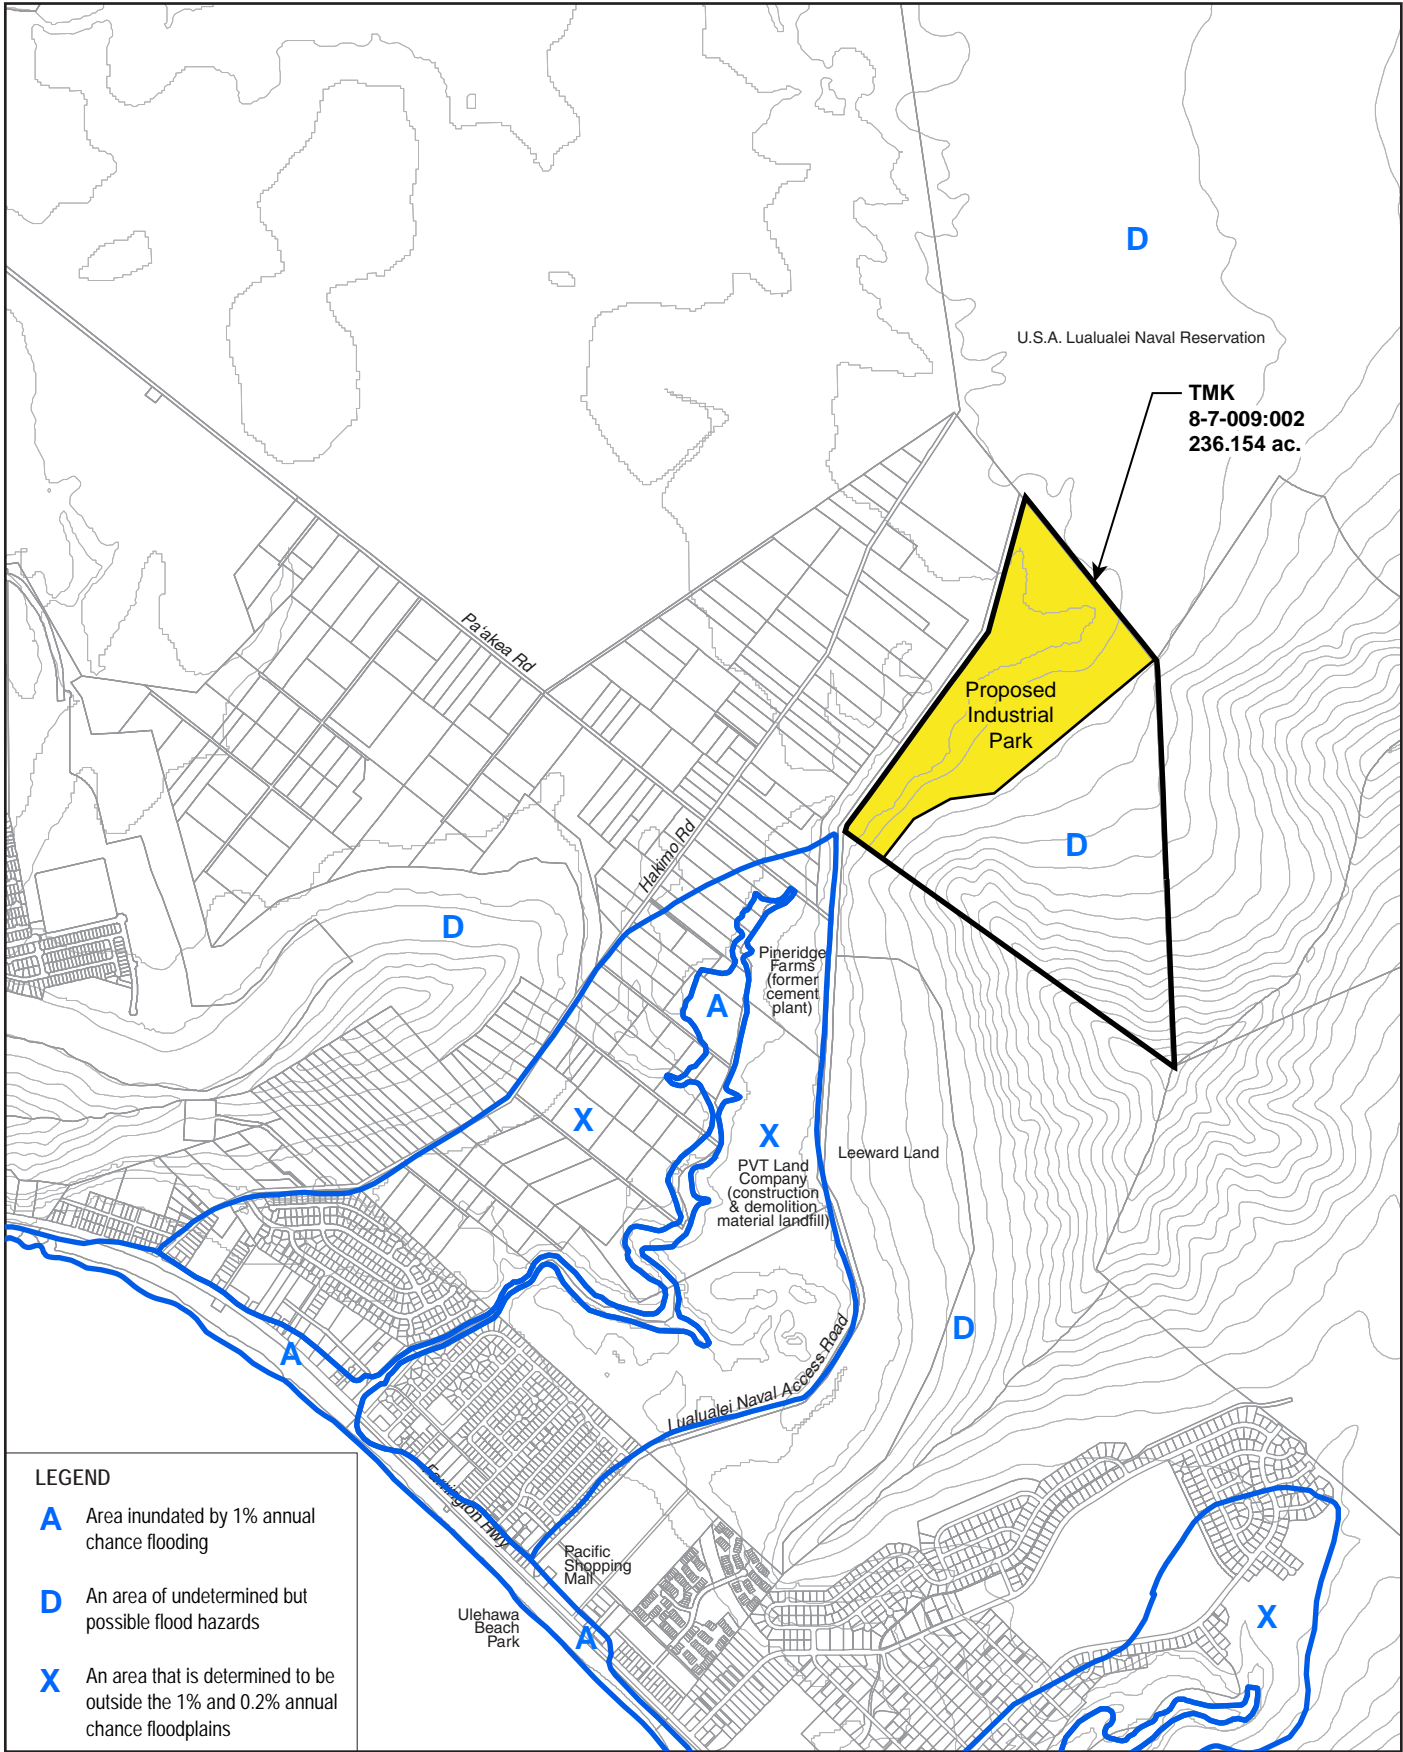 D
U.S.A. Lualualei Naval Reservation
TMK
8-7-009:002
236.154 ac.
Pa'akea Rd
Proposed
Industrial
Park
Hakimo Rd
D
D
Pineridge
Farms
(former
cement
plant)
A
X
X
PVT Land
Company
(construction
& demolition
material landfill)
Leeward Land
D
A
Lualualei Naval Access Road
Farrington Hwy
Pacific
Shopping
Mall
Ulehawa
Beach
Park
A
X
LEGEND
A Area inundated by 1% annual
chance flooding
D An area of undetermined but
possible flood hazards
X An area that is determined to be
outside the 1% and 0.2% annual
chance floodplains